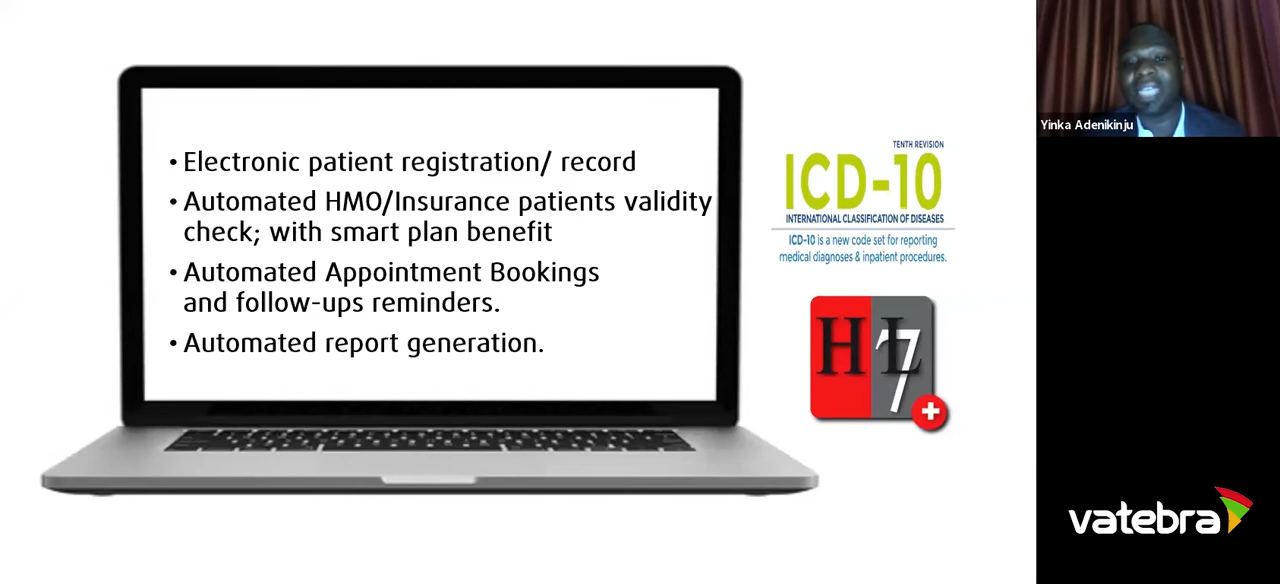 • Electronic patient registration/ record
• Automated HMO/Insurance patients validity
check; with smart plan benefit
• Automated Appointment Bookings
and follow-ups reminders.
• Automated report generation.
TENTH REVISION
ICD-10
INTERNATIONAL CLASSIFICATION OF DISEASES
ICD-10 is a new code set for reporting
medical diagnoses & inpatient procedures.
HL7
Yinka Adenikinju
vatebra